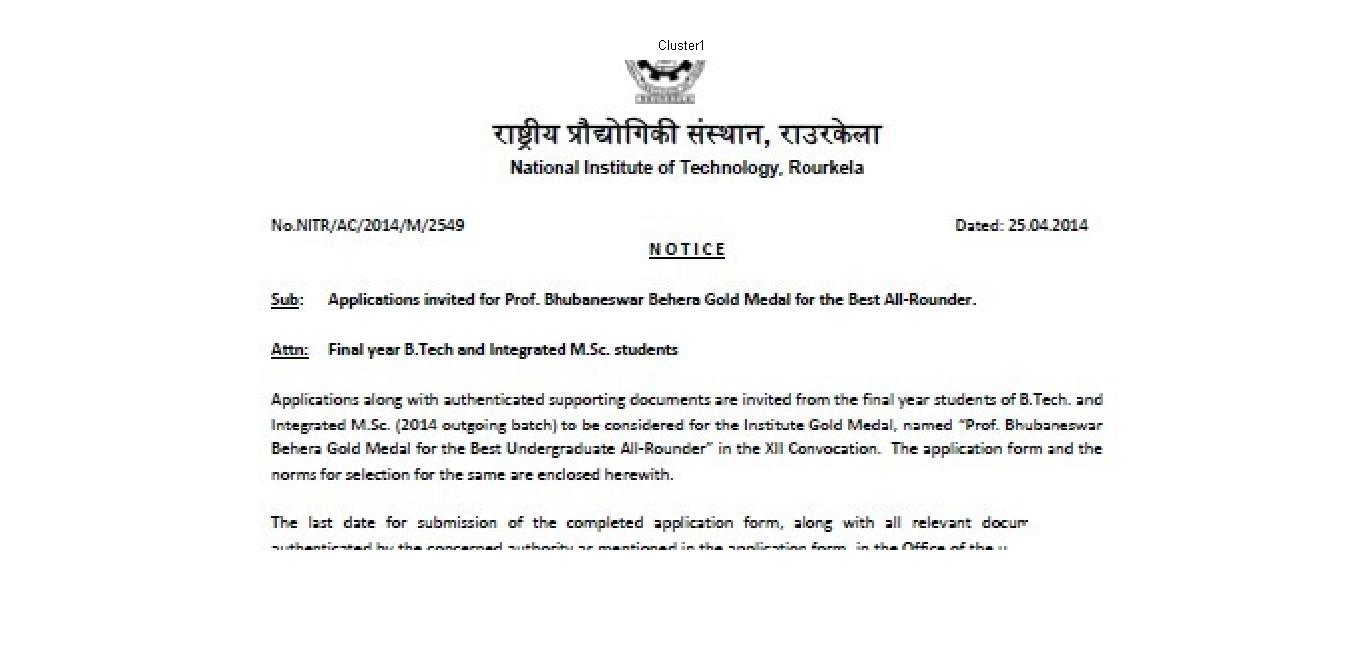 Cluster1
राष्ट्रीय प्रौद्योगिकी संस्थान, राउरकेला
National Institute of Technology, Rourkela
No.NITR/AC/2014/M/2549 Dated: 25.04.2014
NOTICE
Sub: Applications invited for Prof. Bhubaneswar Behera Gold Medal for the Best All-Rounder.
Attn: Final year B.Tech and Integrated M.Sc. students
Applications along with authenticated supporting documents are invited from the final year students of B.Tech. and
Integrated M.Sc. (2014 outgoing batch) to be considered for the Institute Gold Medal, named “Prof. Bhubaneswar
Behera Gold Medal for the Best Undergraduate All-Rounder” in the XII Convocation. The application form and the
norms for selection for the same are enclosed herewith.
The last date for submission of the completed application form, along with all relevant
authenticated by the concerned authority as mentioned in the application form, in the Office of the